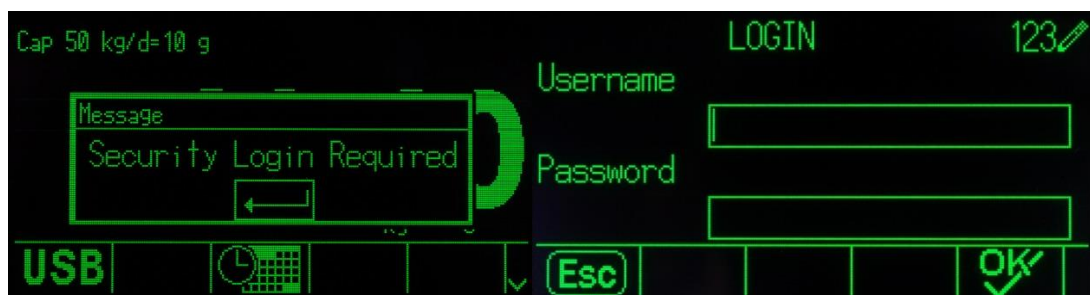 Cap 50 kg/d=10 g
Message
Security Login Required
USB
LOGIN
123
Username
Password
Esc
OK